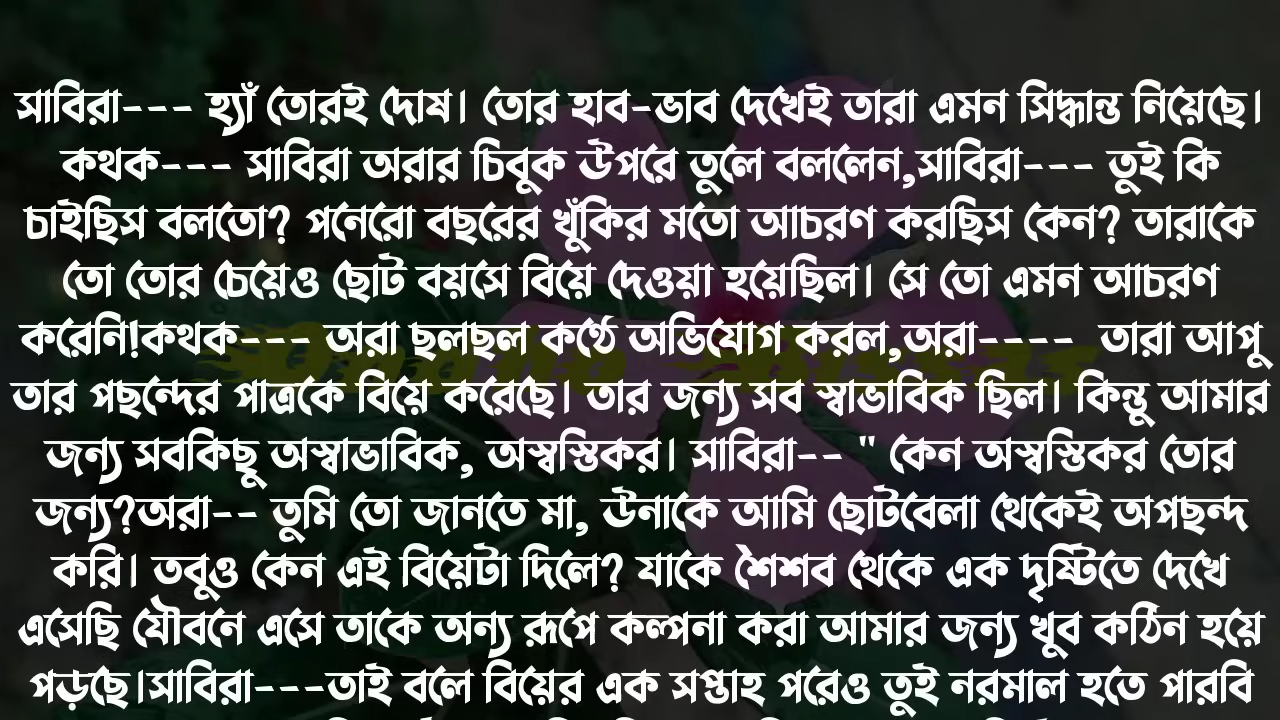 সাবিরা--- হ্যাঁ তোরই দোষ। তোর হাব-ভাব দেখেই তারা এমন সিদ্ধান্ত নিয়েছে।
কথক--- সাবিরা অরার চিবুক উপরে তুলে বললেন,সাবিরা--- তুই কি
চাইছিস বলতো? পনেরো বছরের খুঁকির মতো আচরণ করছিস কেন? তারাকে
তো তোর চেয়েও ছোট বয়সে বিয়ে দেওয়া হয়েছিল। সে তো এমন আচরণ
করেনি!কথক--- অরা ছলছল কণ্ঠে অভিযোগ করল,অরা---- তারা আপু
তার পছন্দের পাত্রকে বিয়ে করেছে। তার জন্য সব স্বাভাবিক ছিল। কিন্তু আমার
জন্য সবকিছু অস্বাভাবিক, অস্বস্তিকর। সাবিরা-- " কেন অস্বস্তিকর তোর
জন্য?অরা-- তুমি তো জানতে মা, উনাকে আমি ছোটবেলা থেকেই অপছন্দ
করি। তবুও কেন এই বিয়েটা দিলে? যাকে শৈশব থেকে এক দৃষ্টিতে দেখে
এসেছি যৌবনে এসে তাকে অন্য রূপে কল্পনা করা আমার জন্য খুব কঠিন হয়ে
পড়ছে।সাবিরা---তাই বলে বিয়ের এক সপ্তাহ পরেও তুই নরমাল হতে পারবি